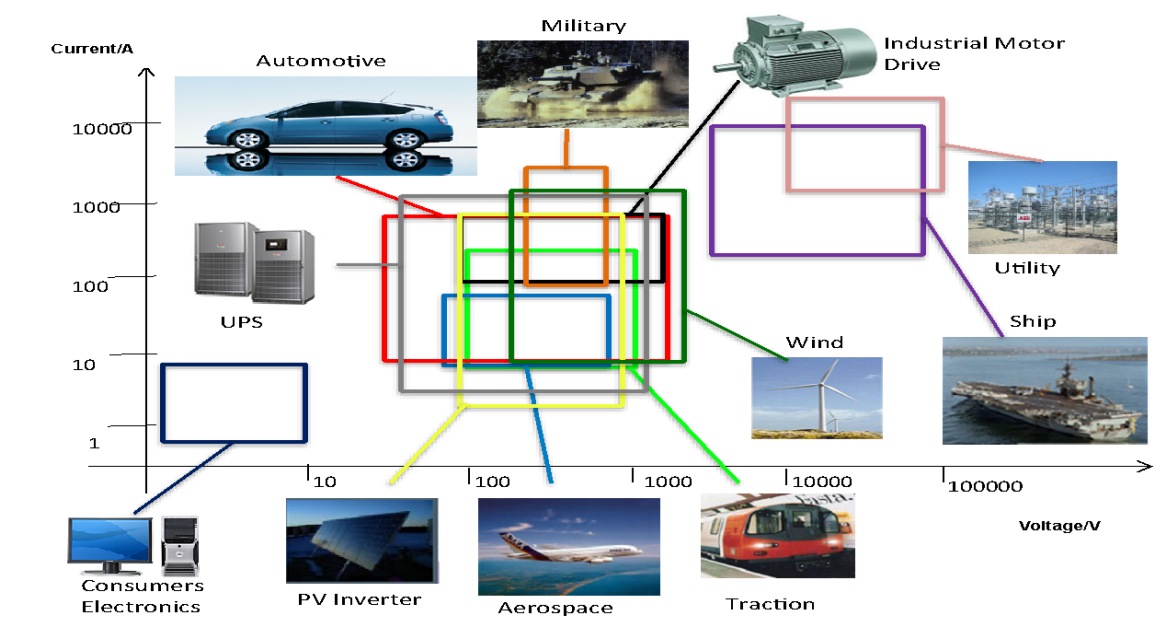 Military
Current/A
Industrial Motor
Drive
Automotive
10000
1000
100
UPS
Utility
Ship
Wind
10
1
10
100
1000
10000
100000
Voltage/V
Consumers
Electronics
PV Inverter
Aerospace
Traction
ABB